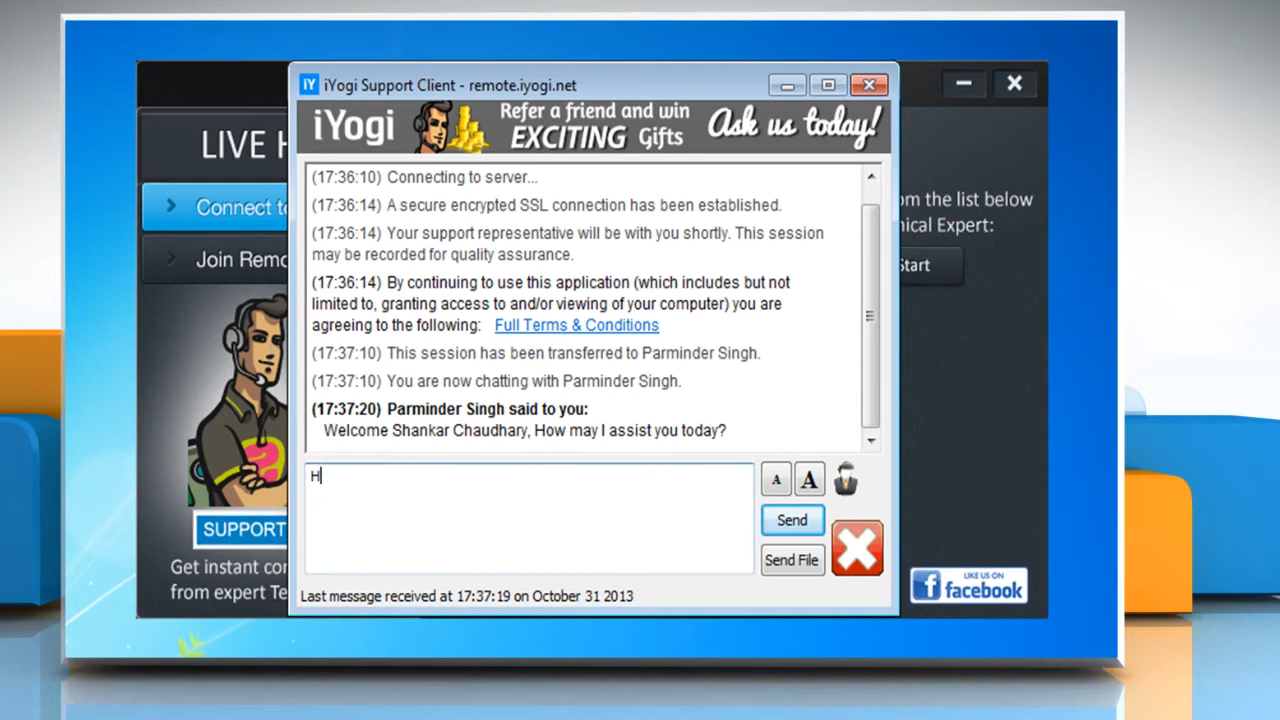 iY iYogi Support Client - remote.iyogi.net
iYogi
Refer a friend and win
EXCITING Gifts
Ask us today!
LIVE H
Connect to
Join Remo
(17:36:10) Connecting to server...
(17:36:14) A secure encrypted SSL connection has been established.
(17:36:14) Your support representative will be with you shortly. This session
may be recorded for quality assurance.
(17:36:14) By continuing to use this application (which includes but not
limited to, granting access to and/or viewing of your computer) you are
agreeing to the following: Full Terms & Conditions
(17:37:10) This session has been transferred to Parminder Singh.
(17:37:10) You are now chatting with Parminder Singh.
(17:37:20) Parminder Singh said to you:
Welcome Shankar Chaudhary, How may I assist you today?
om the list below
nical Expert:
Start
H
A A
Send
Send File
SUPPORT
Get instant cor
from expert Te
Last message received at 17:37:19 on October 31 2013
LIKE US ON
f facebook